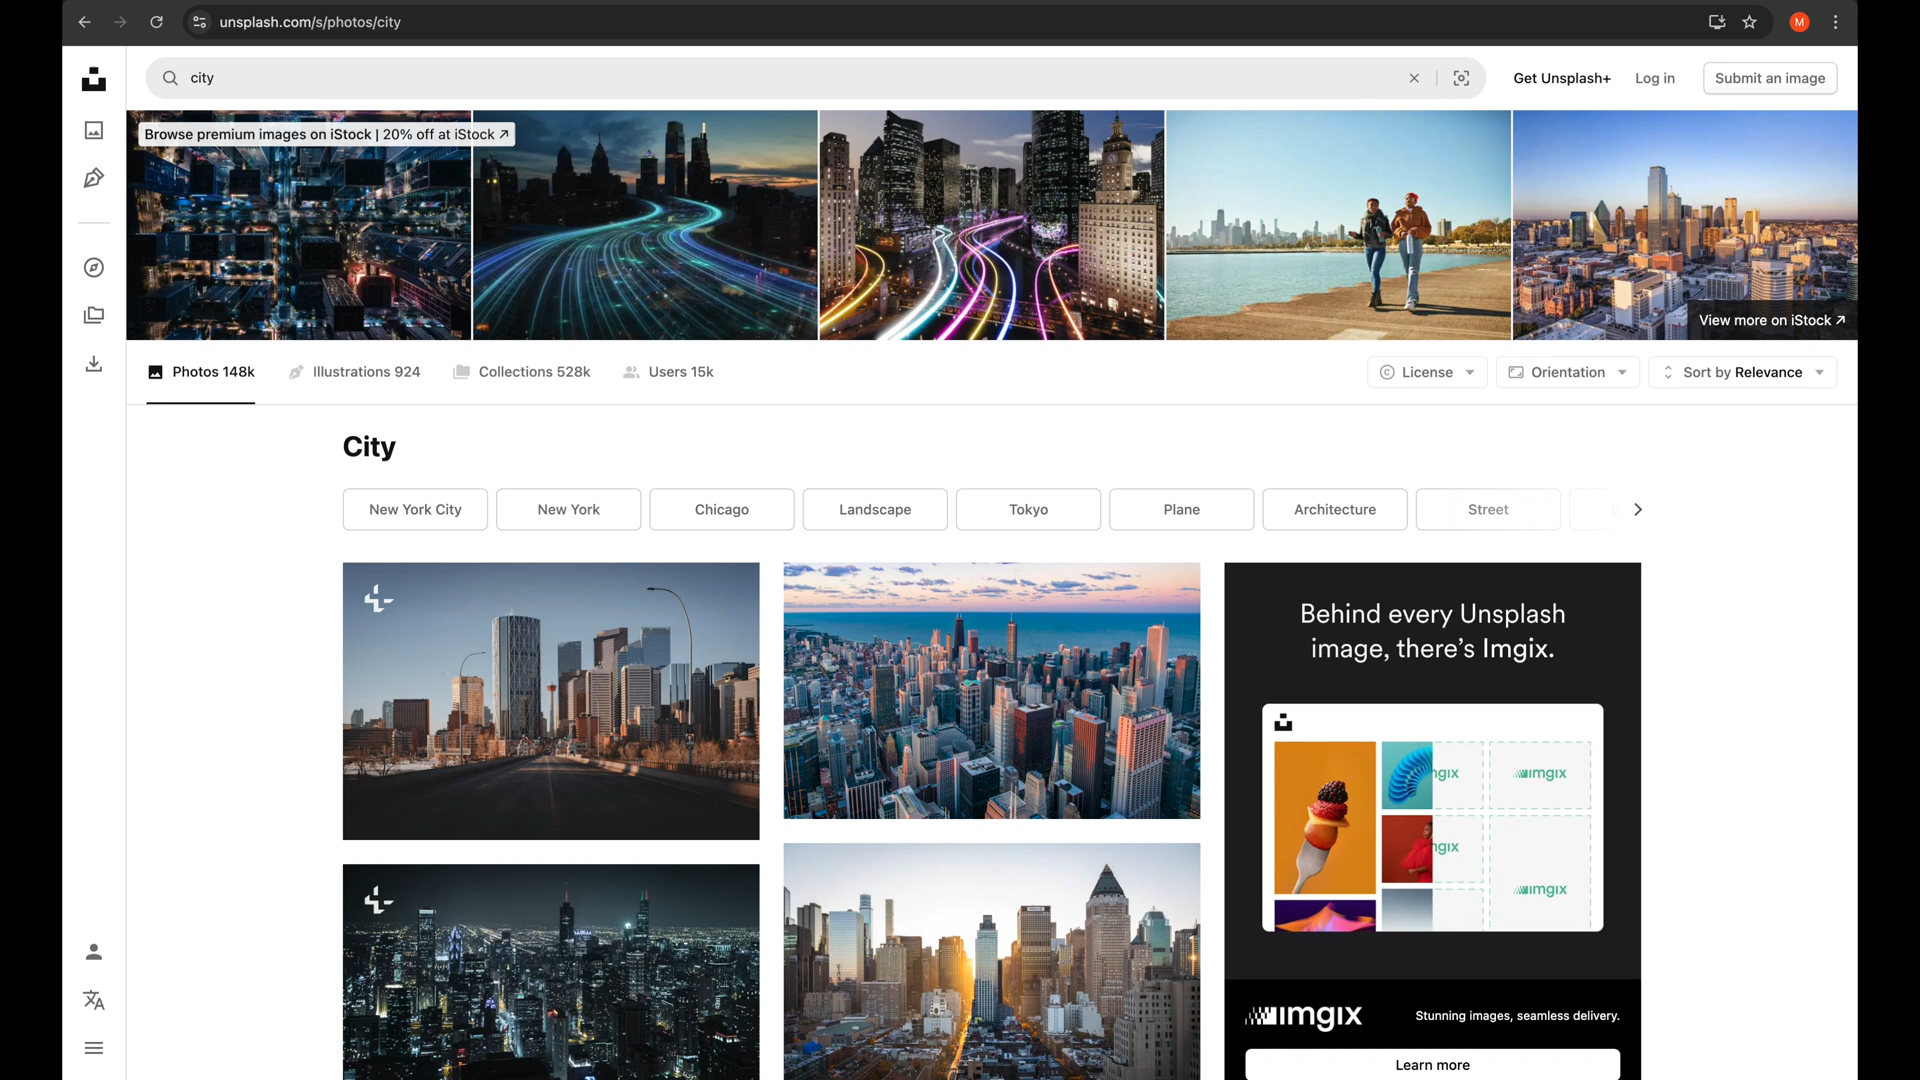 unsplash.com/s/photos/city
M
city
Get Unsplash+
Log in
Submit an image
Browse premium images on iStock | 20% off at iStock ↗
View more on iStock ↗
Photos 148k
Illustrations 924
Collections 528k
Users 15k
License
Orientation
Sort by Relevance
City
New York City
New York
Chicago
Landscape
Tokyo
Plane
Architecture
Street
Behind every Unsplash
image, there's Imgix.
ngix
imgix
ngix
imgix
imgix
Stunning images, seamless delivery.
Learn more